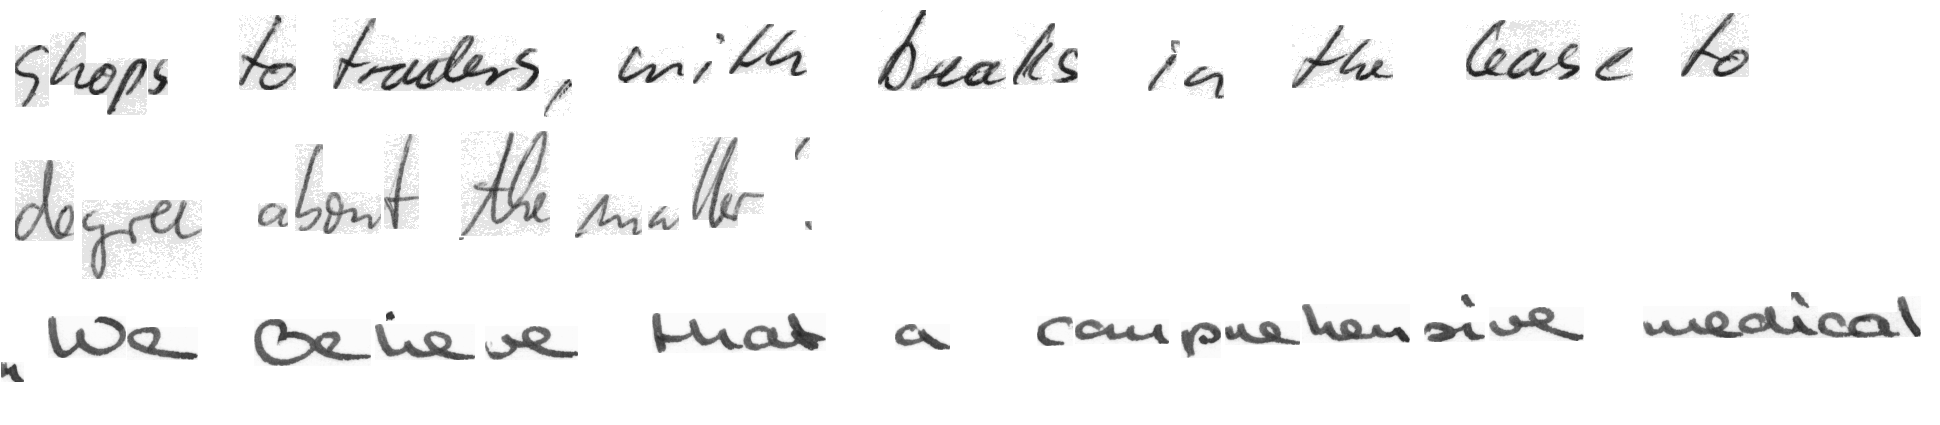 shops to traders, with breaks in the lease to
degree about the matter'.
"We believe that a comprehensive medical